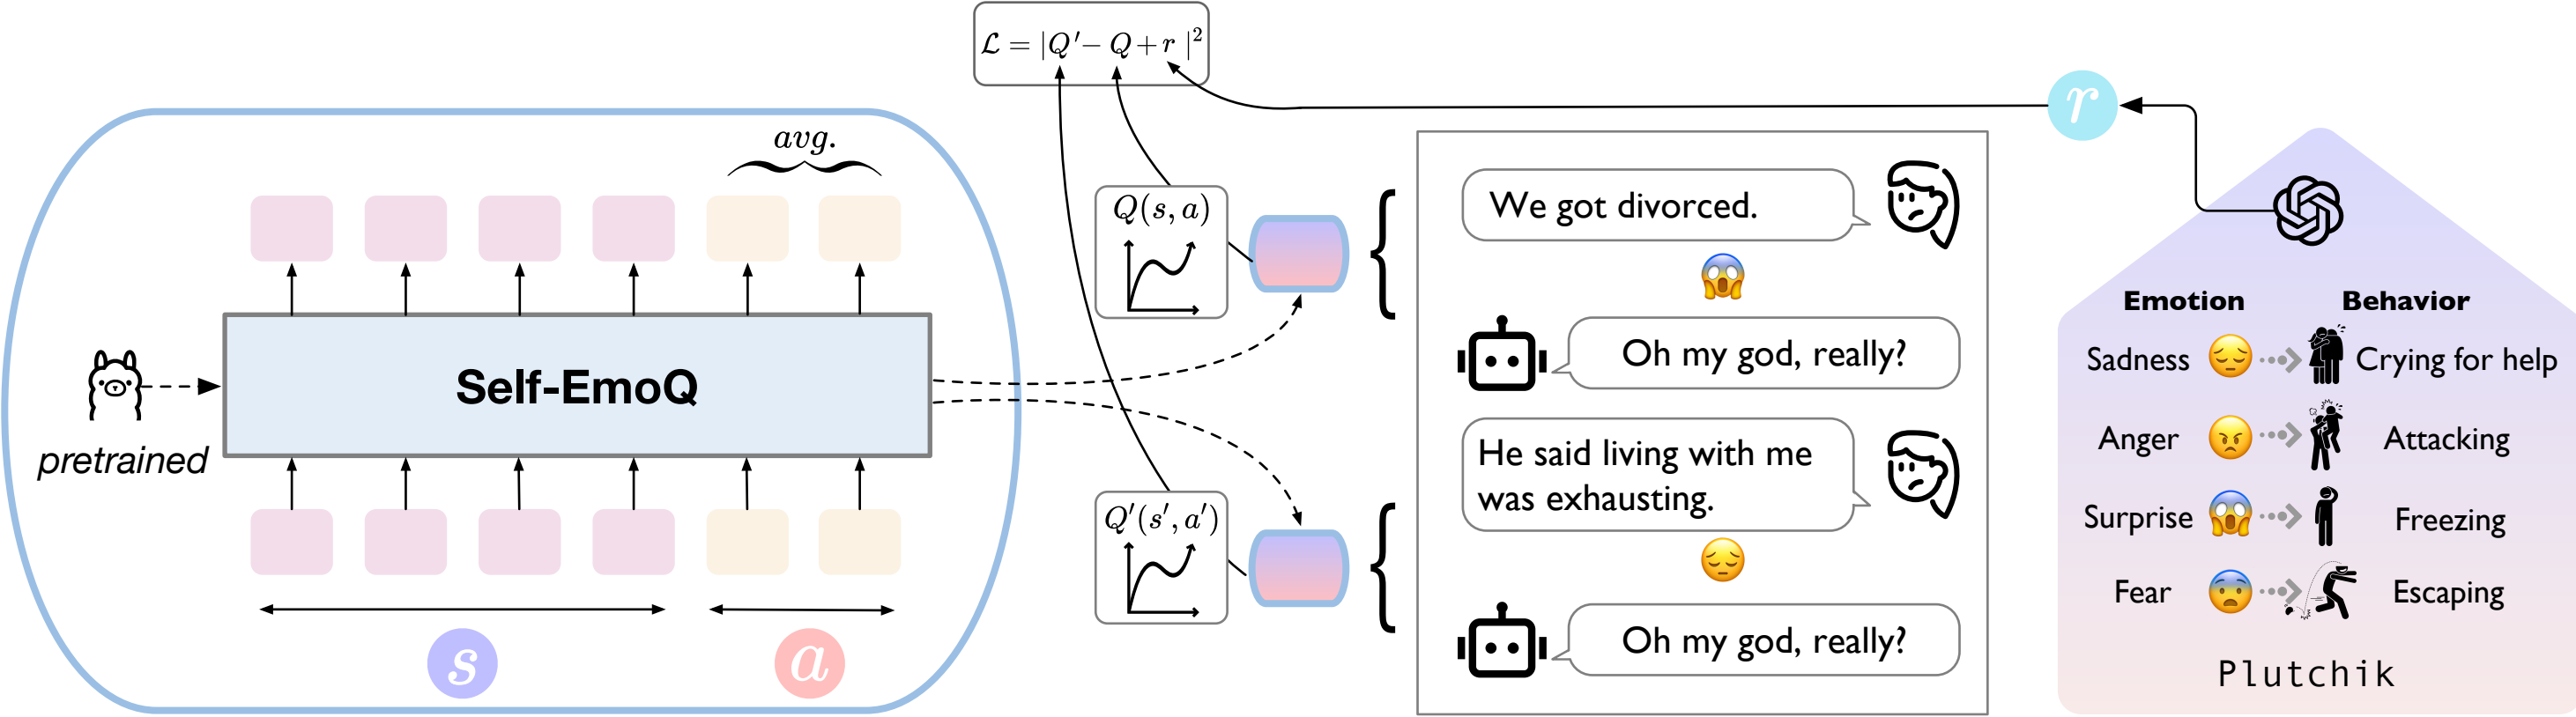 avg.
Self-EmoQ
pretrained
s
a
ℒ = |Q′− Q + r |²
Q(s, a)
Q′(s′, a′)
We got divorced.
Oh my god, really?
He said living with me
was exhausting.
Oh my god, really?
r
Emotion Behavior
Sadness Crying for help
Anger Attacking
Surprise Freezing
Fear Escaping
Plutchik